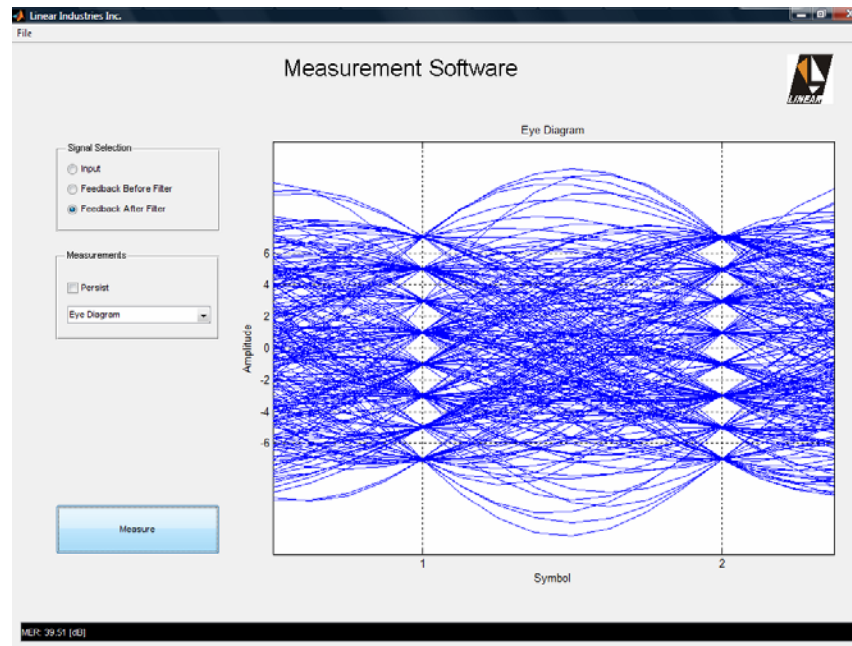 Linear Industries Inc.
File
Measurement Software
LINEAR
Signal Selection
Input
Feedback Before Filter
Feedback After Filter
Measurements
Persist
Eye Diagram
Measure
Eye Diagram
Amplitude
6
4
2
0
-2
-4
-6
1
2
Symbol
MER: 39.51 [dB]